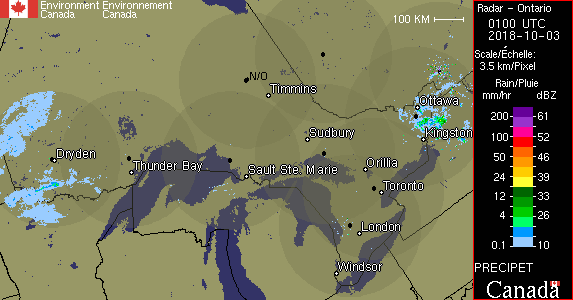 Environment Environnement
Canada Canada
100 KM
N/O
Timmins
Ottawa
Sudbury
Kingston
Dryden
Thunder Bay
Sault Ste. Marie
Orillia
Toronto
London
Windsor
Radar - Ontario
0100 UTC
2018-10-03
Scale/Échelle:
3.5 km/Pixel
Rain/Pluie
mm/hr dBZ
200 61
100 52
50 46
24 39
12 34
4 26
0.1 10
PRECIPET
Canada